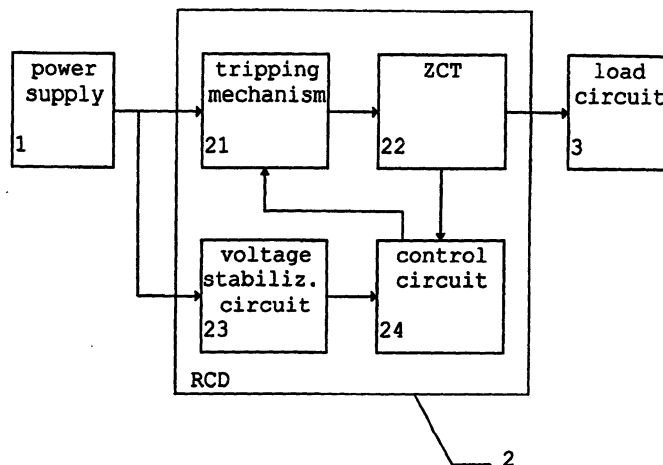 power
supply
1
tripping
mechanism
21
ZCT
22
load
circuit
3
voltage
stabiliz.
circuit
23
control
circuit
24
RCD
2